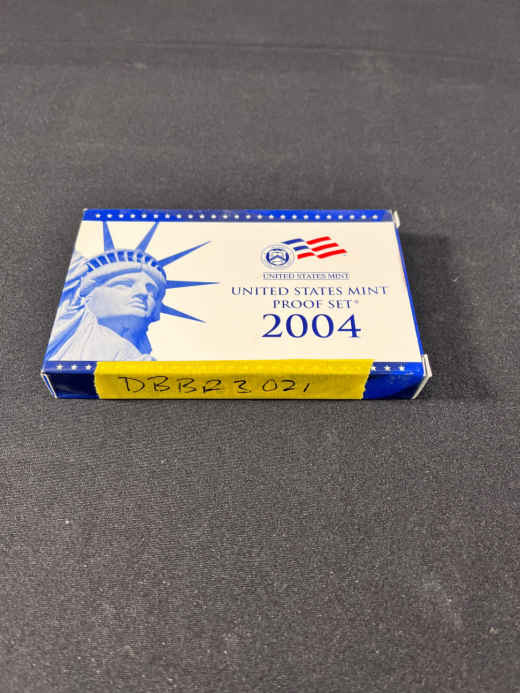 UNITED STATES MINT
UNITED STATES MINT
PROOF SET®
2004
DBBR3021